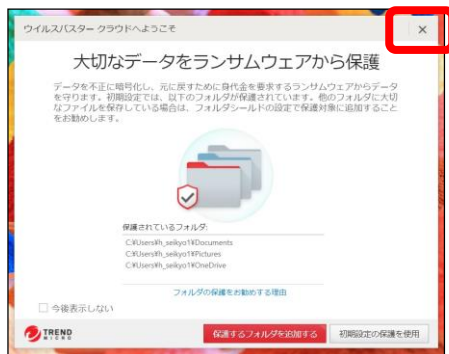 ウイルスバスター クラウドへようこそ
大切なデータをランサムウェアから保護
データを不正に暗号化し、元に戻すために身代金を要求するランサムウェアからデータ
を守ります。初期設定では、以下のフォルダが保護されています。他のフォルダに大切
なファイルを保存している場合は、フォルダシールドの設定で保護対象に追加すること
をお勧めします。
保護されているフォルダ:
C:¥Users¥h_seikyo1¥Documents
C:¥Users¥h_seikyo1¥Pictures
C:¥Users¥h_seikyo1¥OneDrive
フォルダの保護をお勧めする理由
今後表示しない
TREND
MICRO
保護するフォルダを追加する
初期設定の保護を使用